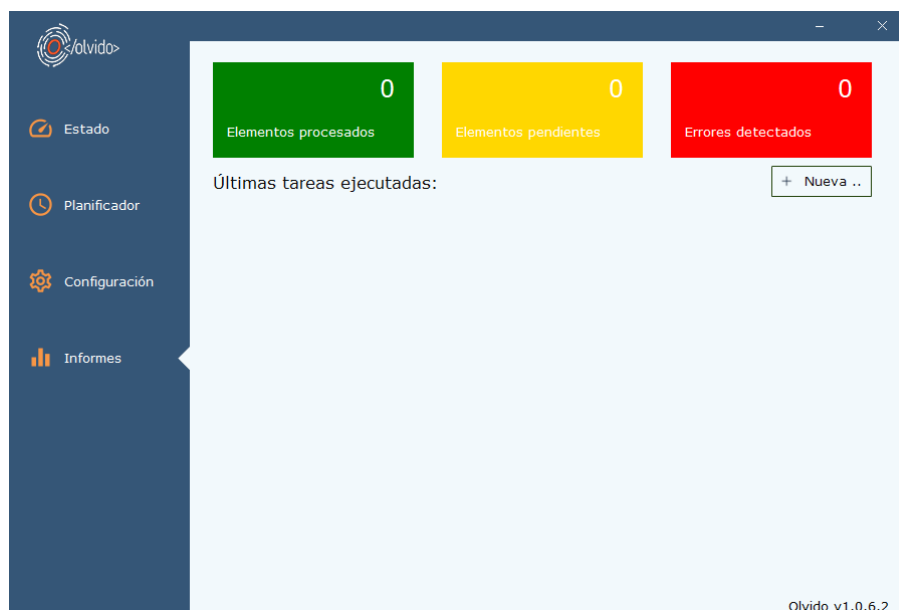 </olvido>
Estado
Planificador
Configuración
Informes
0
Elementos procesados
0
Elementos pendientes
0
Errores detectados
Últimas tareas ejecutadas:
+ Nueva ..
Olvido v1.0.6.2